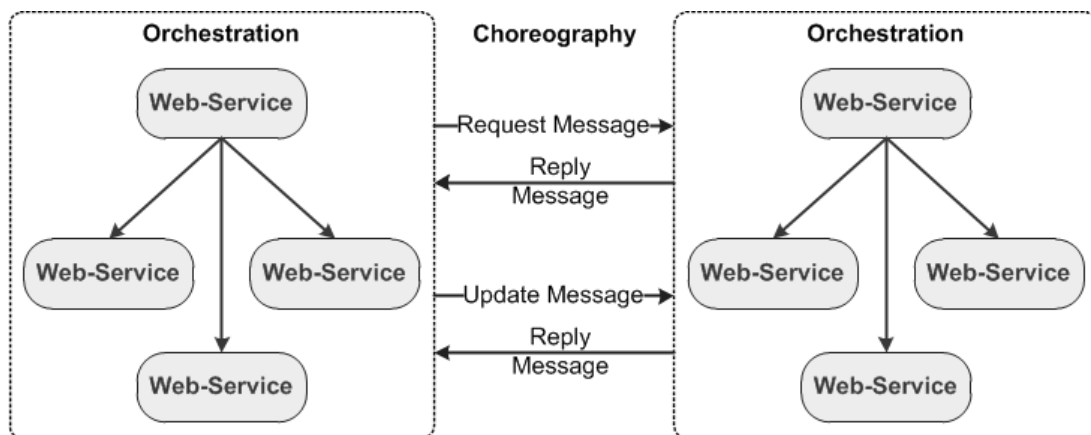 Orchestration
Choreography
Orchestration
Web-Service
Web-Service
Request Message
Reply
Message
Web-Service
Web-Service
Web-Service
Web-Service
Update Message
Reply
Message
Web-Service
Web-Service